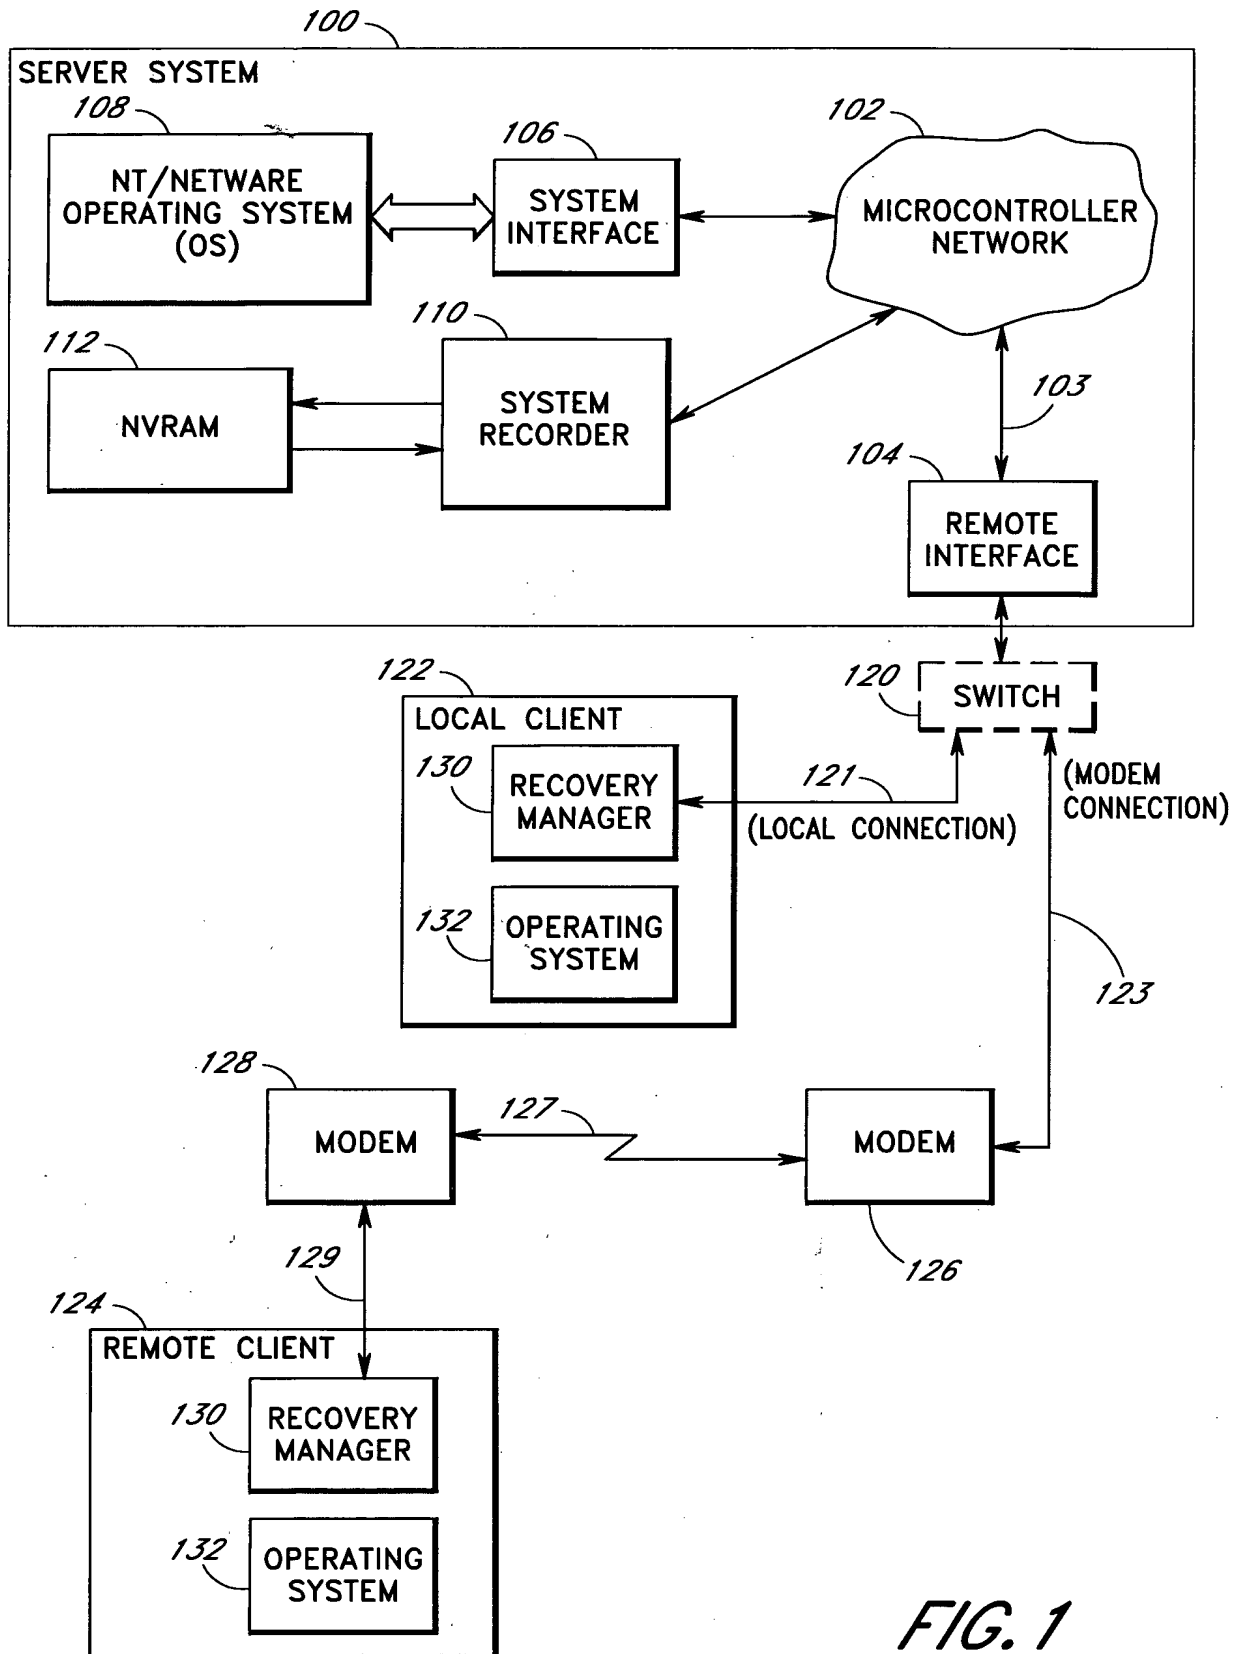 100
SERVER SYSTEM
108
NT/NETWARE
OPERATING SYSTEM
(OS)
106
SYSTEM
INTERFACE
102
MICROCONTROLLER
NETWORK
112
NVRAM
110
SYSTEM
RECORDER
103
104
REMOTE
INTERFACE
122
LOCAL CLIENT
130
RECOVERY
MANAGER
132
OPERATING
SYSTEM
120
SWITCH
121
(LOCAL CONNECTION)
(MODEM
CONNECTION)
123
128
MODEM
127
MODEM
126
129
124
REMOTE CLIENT
130
RECOVERY
MANAGER
132
OPERATING
SYSTEM
FIG. 1